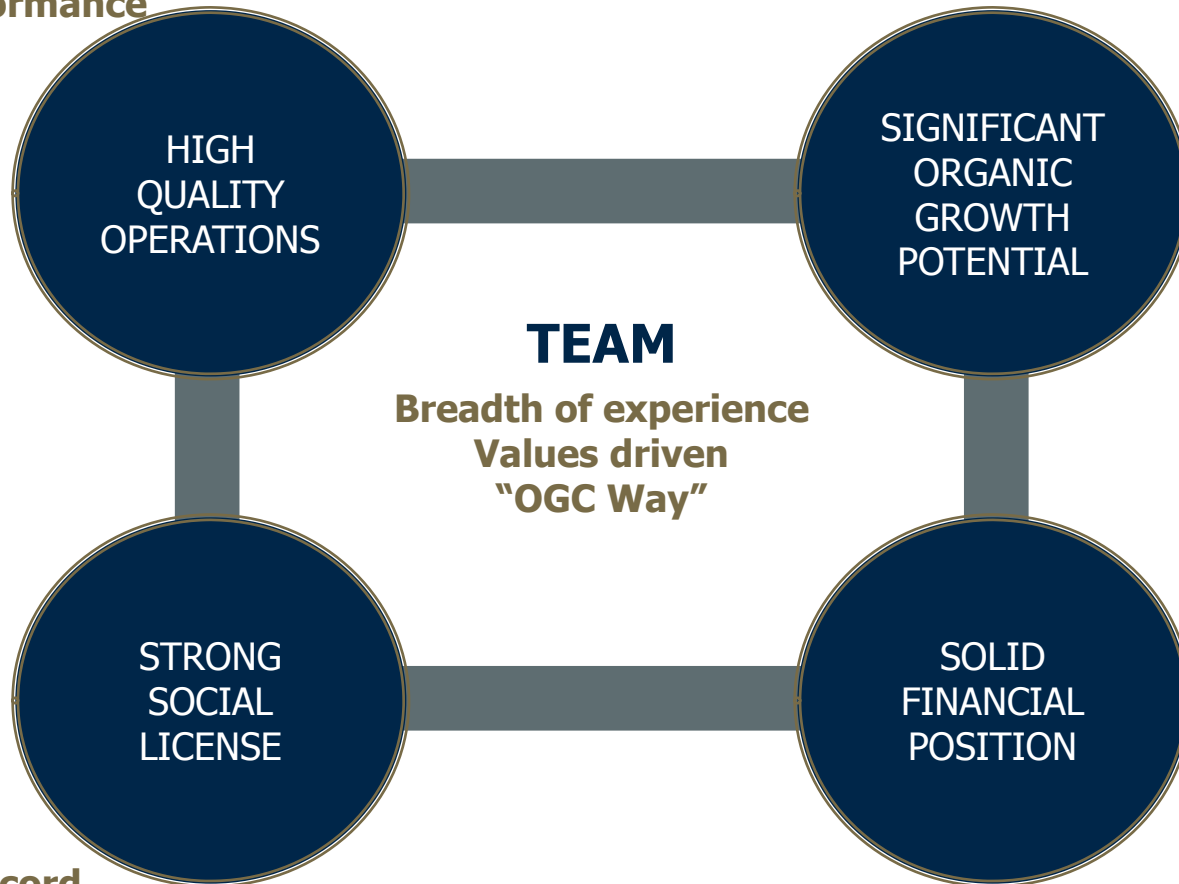 HIGH
QUALITY
OPERATIONS
SIGNIFICANT
ORGANIC
GROWTH
POTENTIAL
TEAM
Breadth of experience
Values driven
“OGC Way”
STRONG
SOCIAL
LICENSE
SOLID
FINANCIAL
POSITION